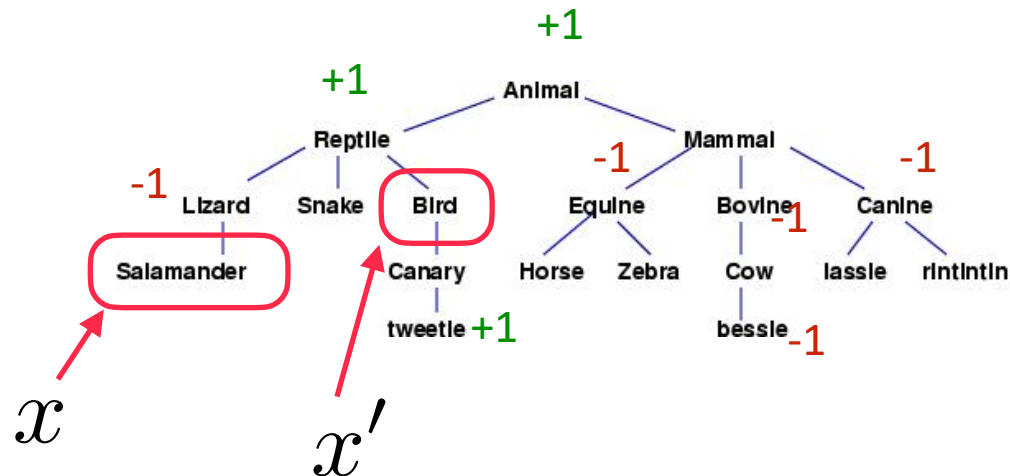 +1
Animal
+1
Reptile Mammal
-1 -1 -1
Lizard Snake Bird Equine Bovine -1 Canine
Salamander Canary Horse Zebra Cow lassie rintintin
tweetie +1 bessie -1
x x′